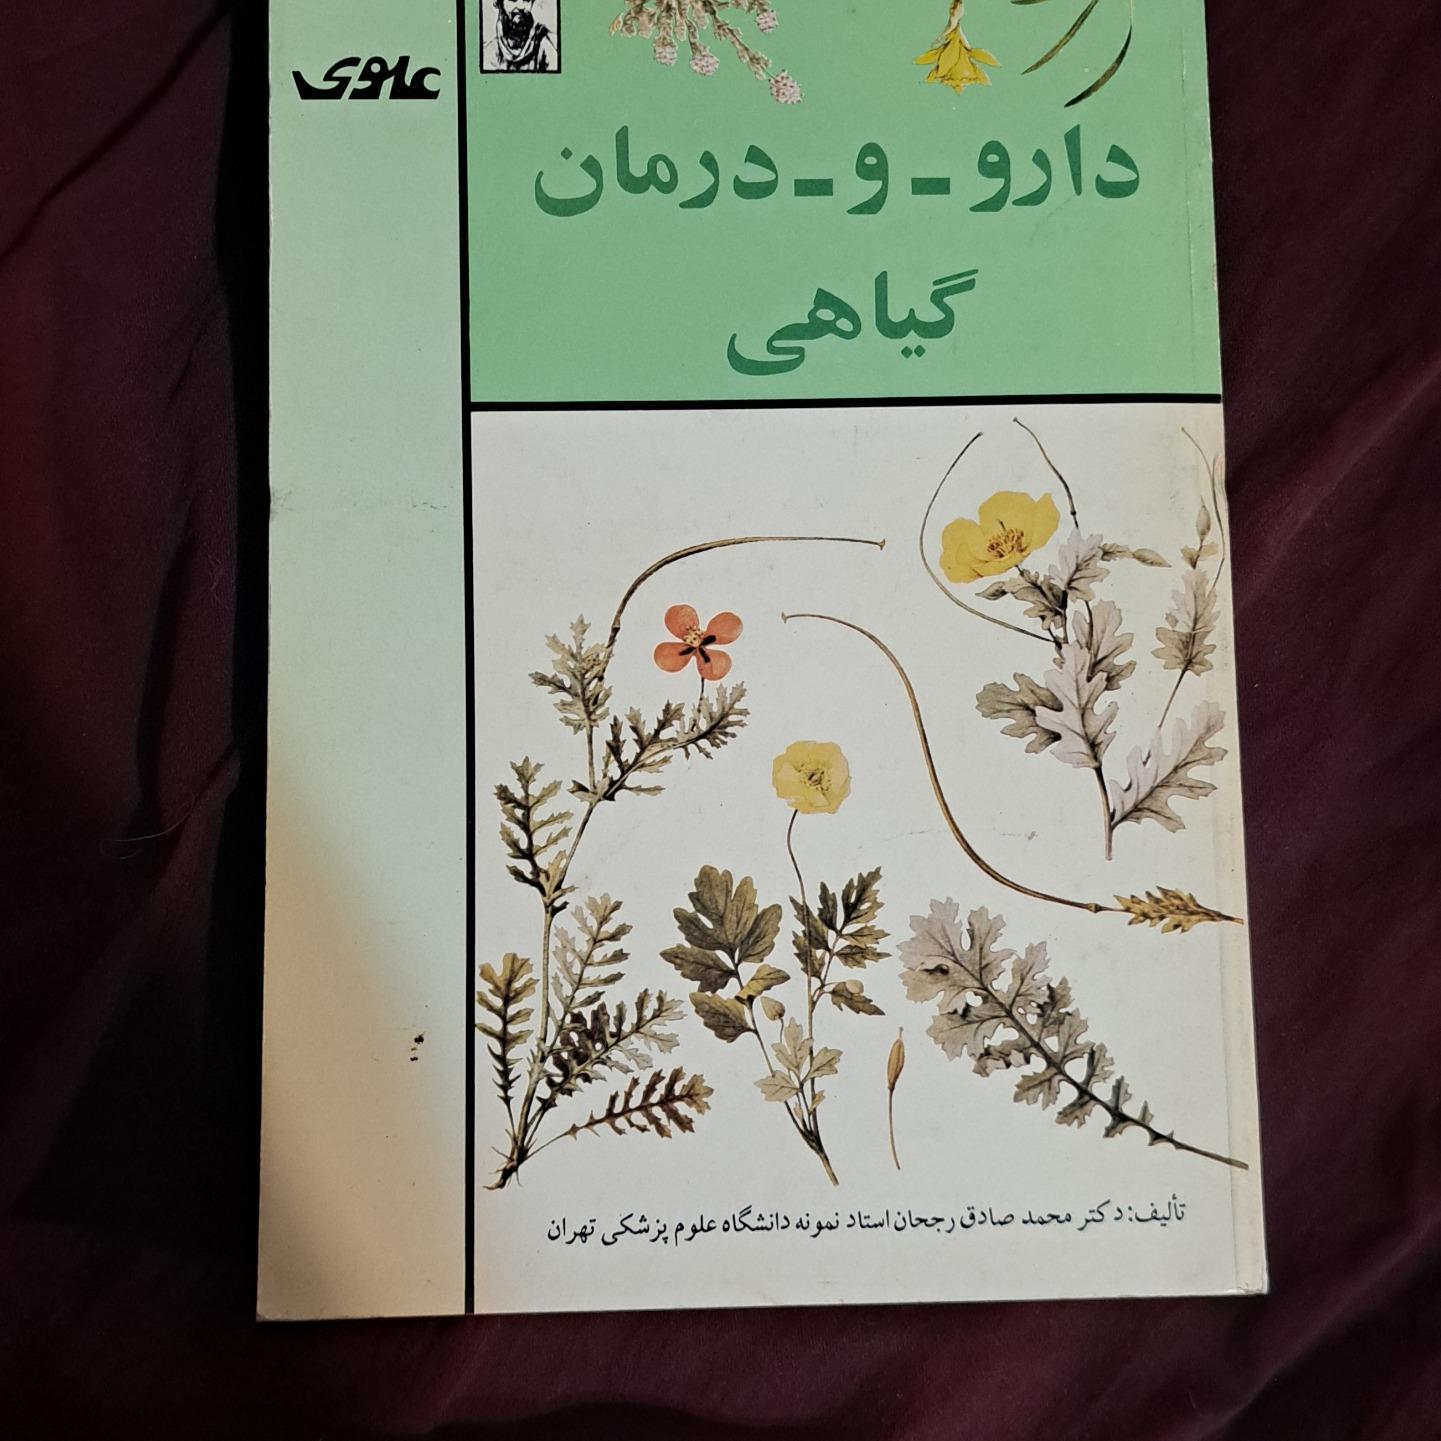 علوی
دارو-و-درمان
گیاهی
تألیف: دکتر محمد صادق رجحان استاد نمونه دانشگاه علوم پزشکی تهران